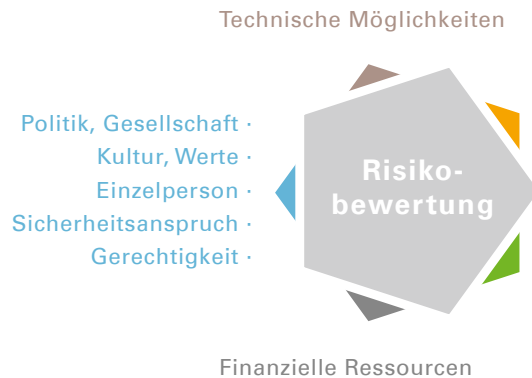 Technische Möglichkeiten
Politik, Gesellschaft ·
Kultur, Werte ·
Einzelperson ·
Sicherheitsanspruch ·
Gerechtigkeit ·
Risiko-
bewertung
Finanzielle Ressourcen